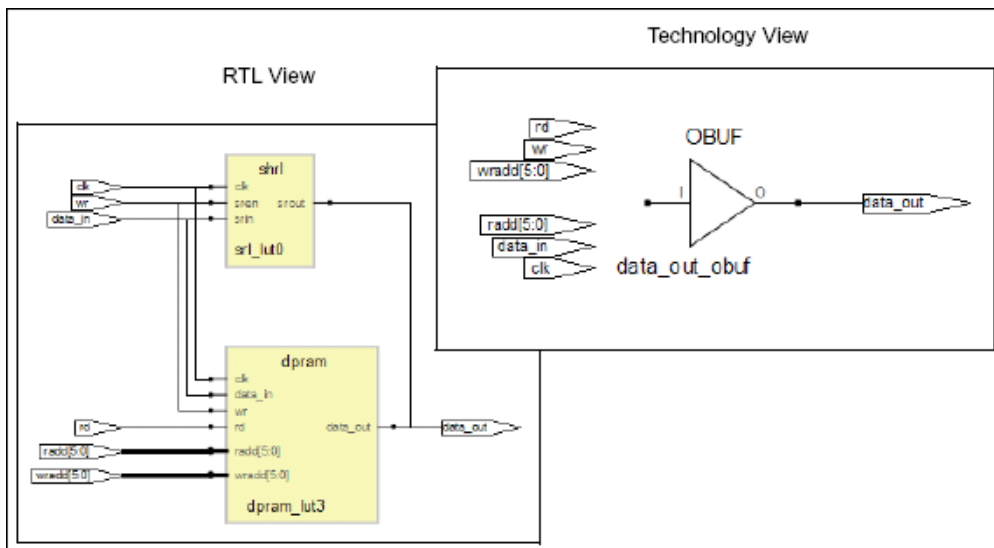 RTL View
clk
wr
data_in
shrl
clk
sren srout
srin
srl_lut0
dpram
clk
data_in
wr
rd data_out
radd[5:0]
wradd[5:0]
dpram_lut3
rd
radd[5:0]
wradd[5:0]
data_out
Technology View
rd
wr
wradd[5:0]
radd[5:0]
data_in
clk
OBUF
I O
data_out_obuf
data_out